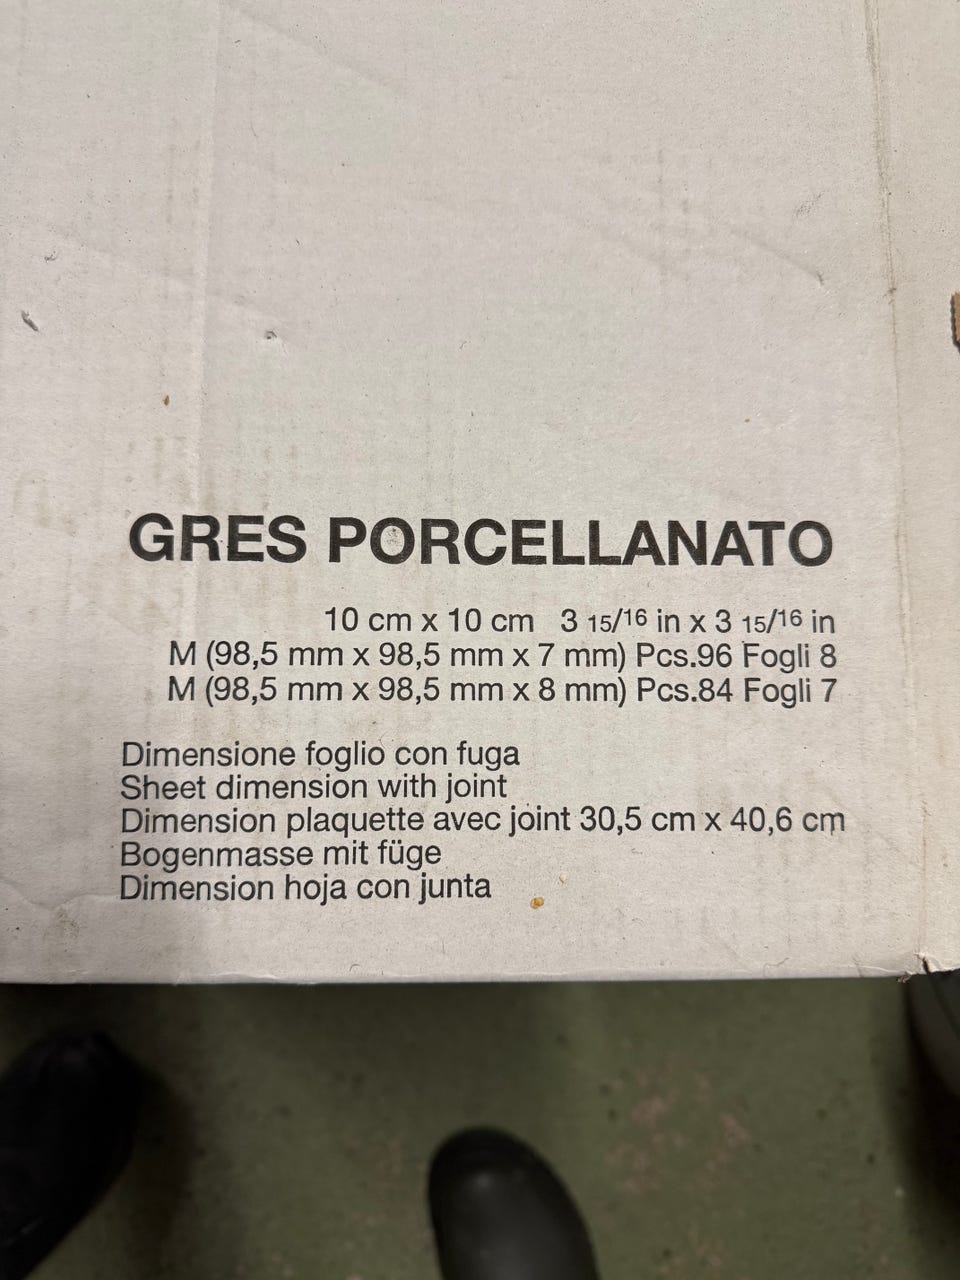 GRES PORCELLANATO
10 cm x 10 cm 3 15/16 in x 3 15/16 in
M (98,5 mm x 98,5 mm x 7 mm) Pcs.96 Fogli 8
M (98,5 mm x 98,5 mm x 8 mm) Pcs.84 Fogli 7
Dimensione foglio con fuga
Sheet dimension with joint
Dimension plaquette avec joint 30,5 cm x 40,6 cm
Bogenmasse mit füge
Dimension hoja con junta